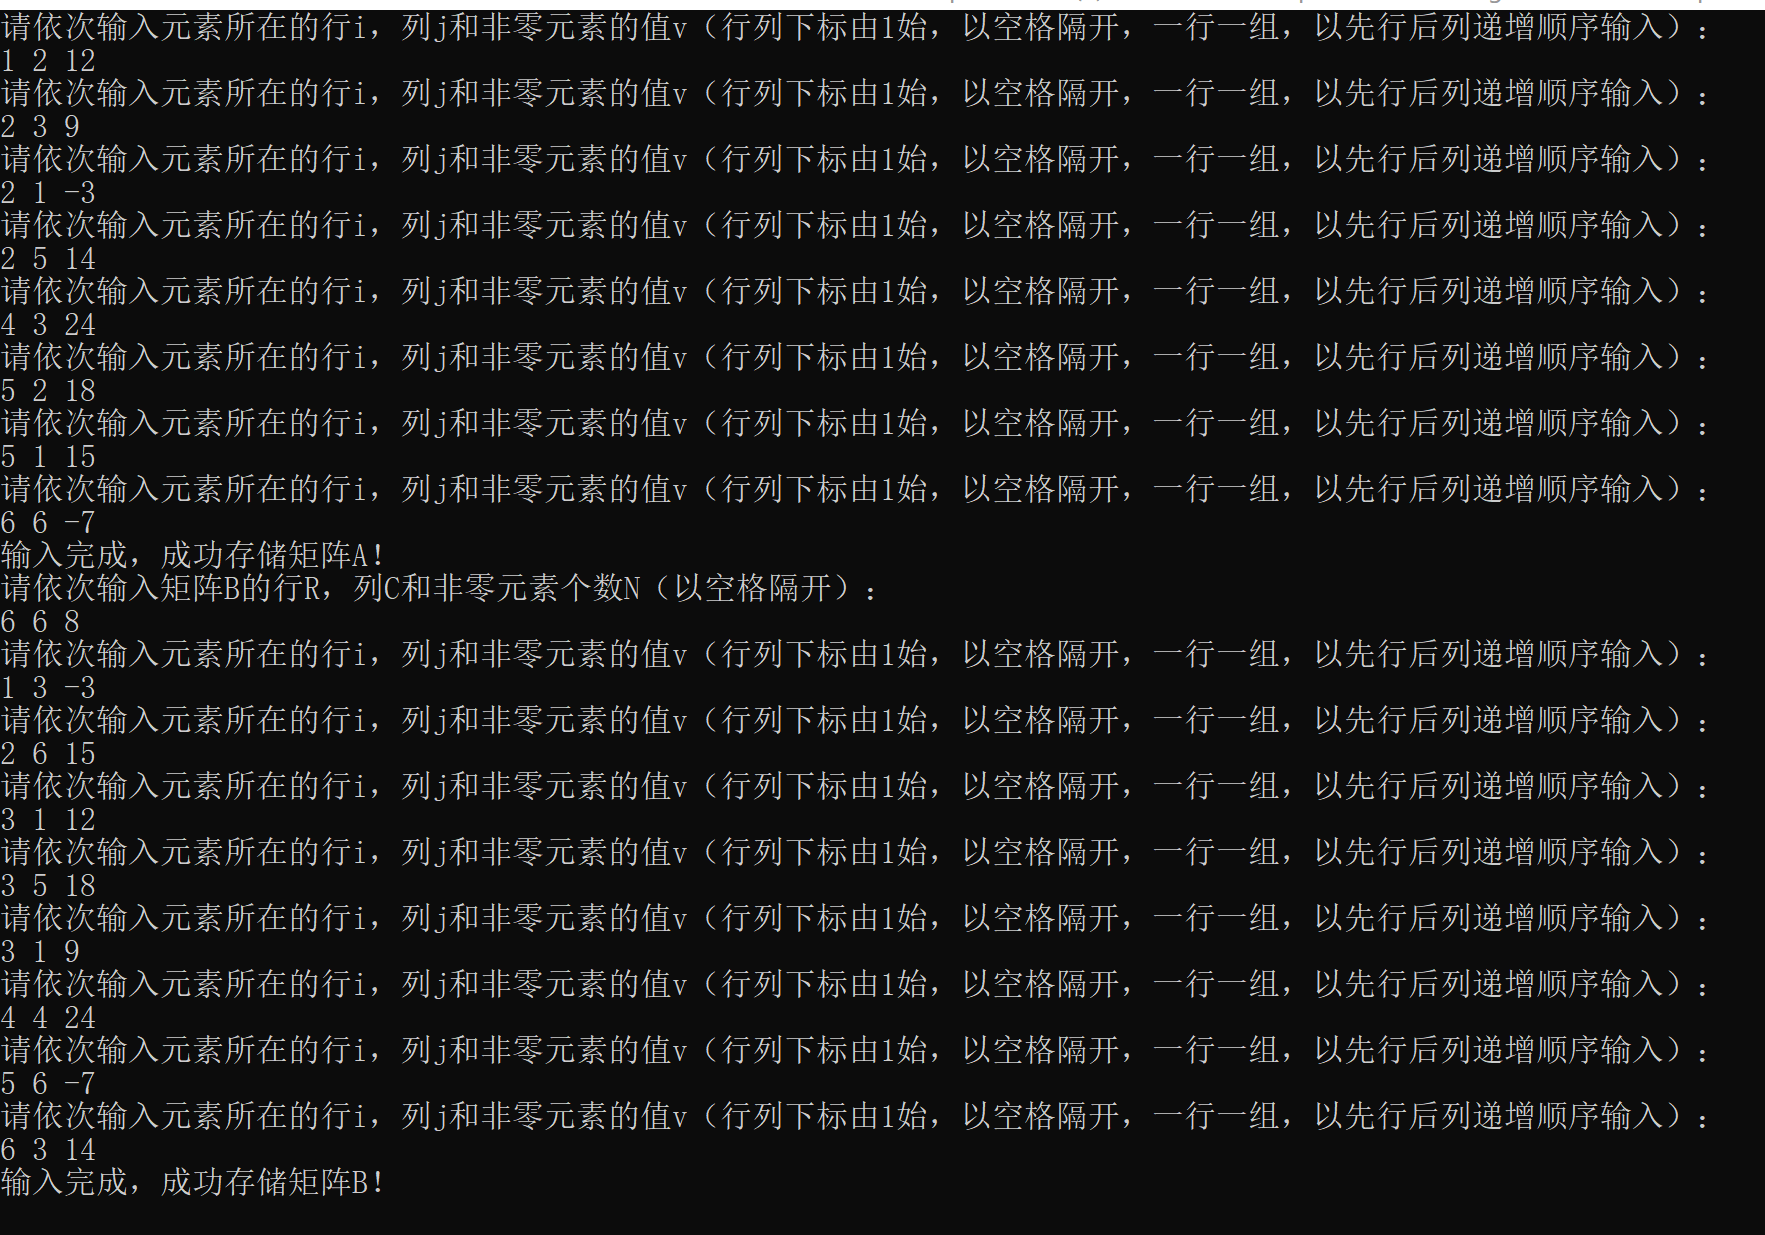 请依次输入元素所在的行i，列j和非零元素的值v（行列下标由1始，以空格隔开，一行一组，以先行后列递增顺序输入）：
1 2 12
请依次输入元素所在的行i，列j和非零元素的值v（行列下标由1始，以空格隔开，一行一组，以先行后列递增顺序输入）：
2 3 9
请依次输入元素所在的行i，列j和非零元素的值v（行列下标由1始，以空格隔开，一行一组，以先行后列递增顺序输入）：
2 1 -3
请依次输入元素所在的行i，列j和非零元素的值v（行列下标由1始，以空格隔开，一行一组，以先行后列递增顺序输入）：
2 5 14
请依次输入元素所在的行i，列j和非零元素的值v（行列下标由1始，以空格隔开，一行一组，以先行后列递增顺序输入）：
4 3 24
请依次输入元素所在的行i，列j和非零元素的值v（行列下标由1始，以空格隔开，一行一组，以先行后列递增顺序输入）：
5 2 18
请依次输入元素所在的行i，列j和非零元素的值v（行列下标由1始，以空格隔开，一行一组，以先行后列递增顺序输入）：
5 1 15
请依次输入元素所在的行i，列j和非零元素的值v（行列下标由1始，以空格隔开，一行一组，以先行后列递增顺序输入）：
6 6 -7
输入完成，成功存储矩阵A！
请依次输入矩阵B的行R，列C和非零元素个数N（以空格隔开）：
6 6 8
请依次输入元素所在的行i，列j和非零元素的值v（行列下标由1始，以空格隔开，一行一组，以先行后列递增顺序输入）：
1 3 -3
请依次输入元素所在的行i，列j和非零元素的值v（行列下标由1始，以空格隔开，一行一组，以先行后列递增顺序输入）：
2 6 15
请依次输入元素所在的行i，列j和非零元素的值v（行列下标由1始，以空格隔开，一行一组，以先行后列递增顺序输入）：
3 1 12
请依次输入元素所在的行i，列j和非零元素的值v（行列下标由1始，以空格隔开，一行一组，以先行后列递增顺序输入）：
3 5 18
请依次输入元素所在的行i，列j和非零元素的值v（行列下标由1始，以空格隔开，一行一组，以先行后列递增顺序输入）：
3 1 9
请依次输入元素所在的行i，列j和非零元素的值v（行列下标由1始，以空格隔开，一行一组，以先行后列递增顺序输入）：
4 4 24
请依次输入元素所在的行i，列j和非零元素的值v（行列下标由1始，以空格隔开，一行一组，以先行后列递增顺序输入）：
5 6 -7
请依次输入元素所在的行i，列j和非零元素的值v（行列下标由1始，以空格隔开，一行一组，以先行后列递增顺序输入）：
6 3 14
输入完成，成功存储矩阵B！